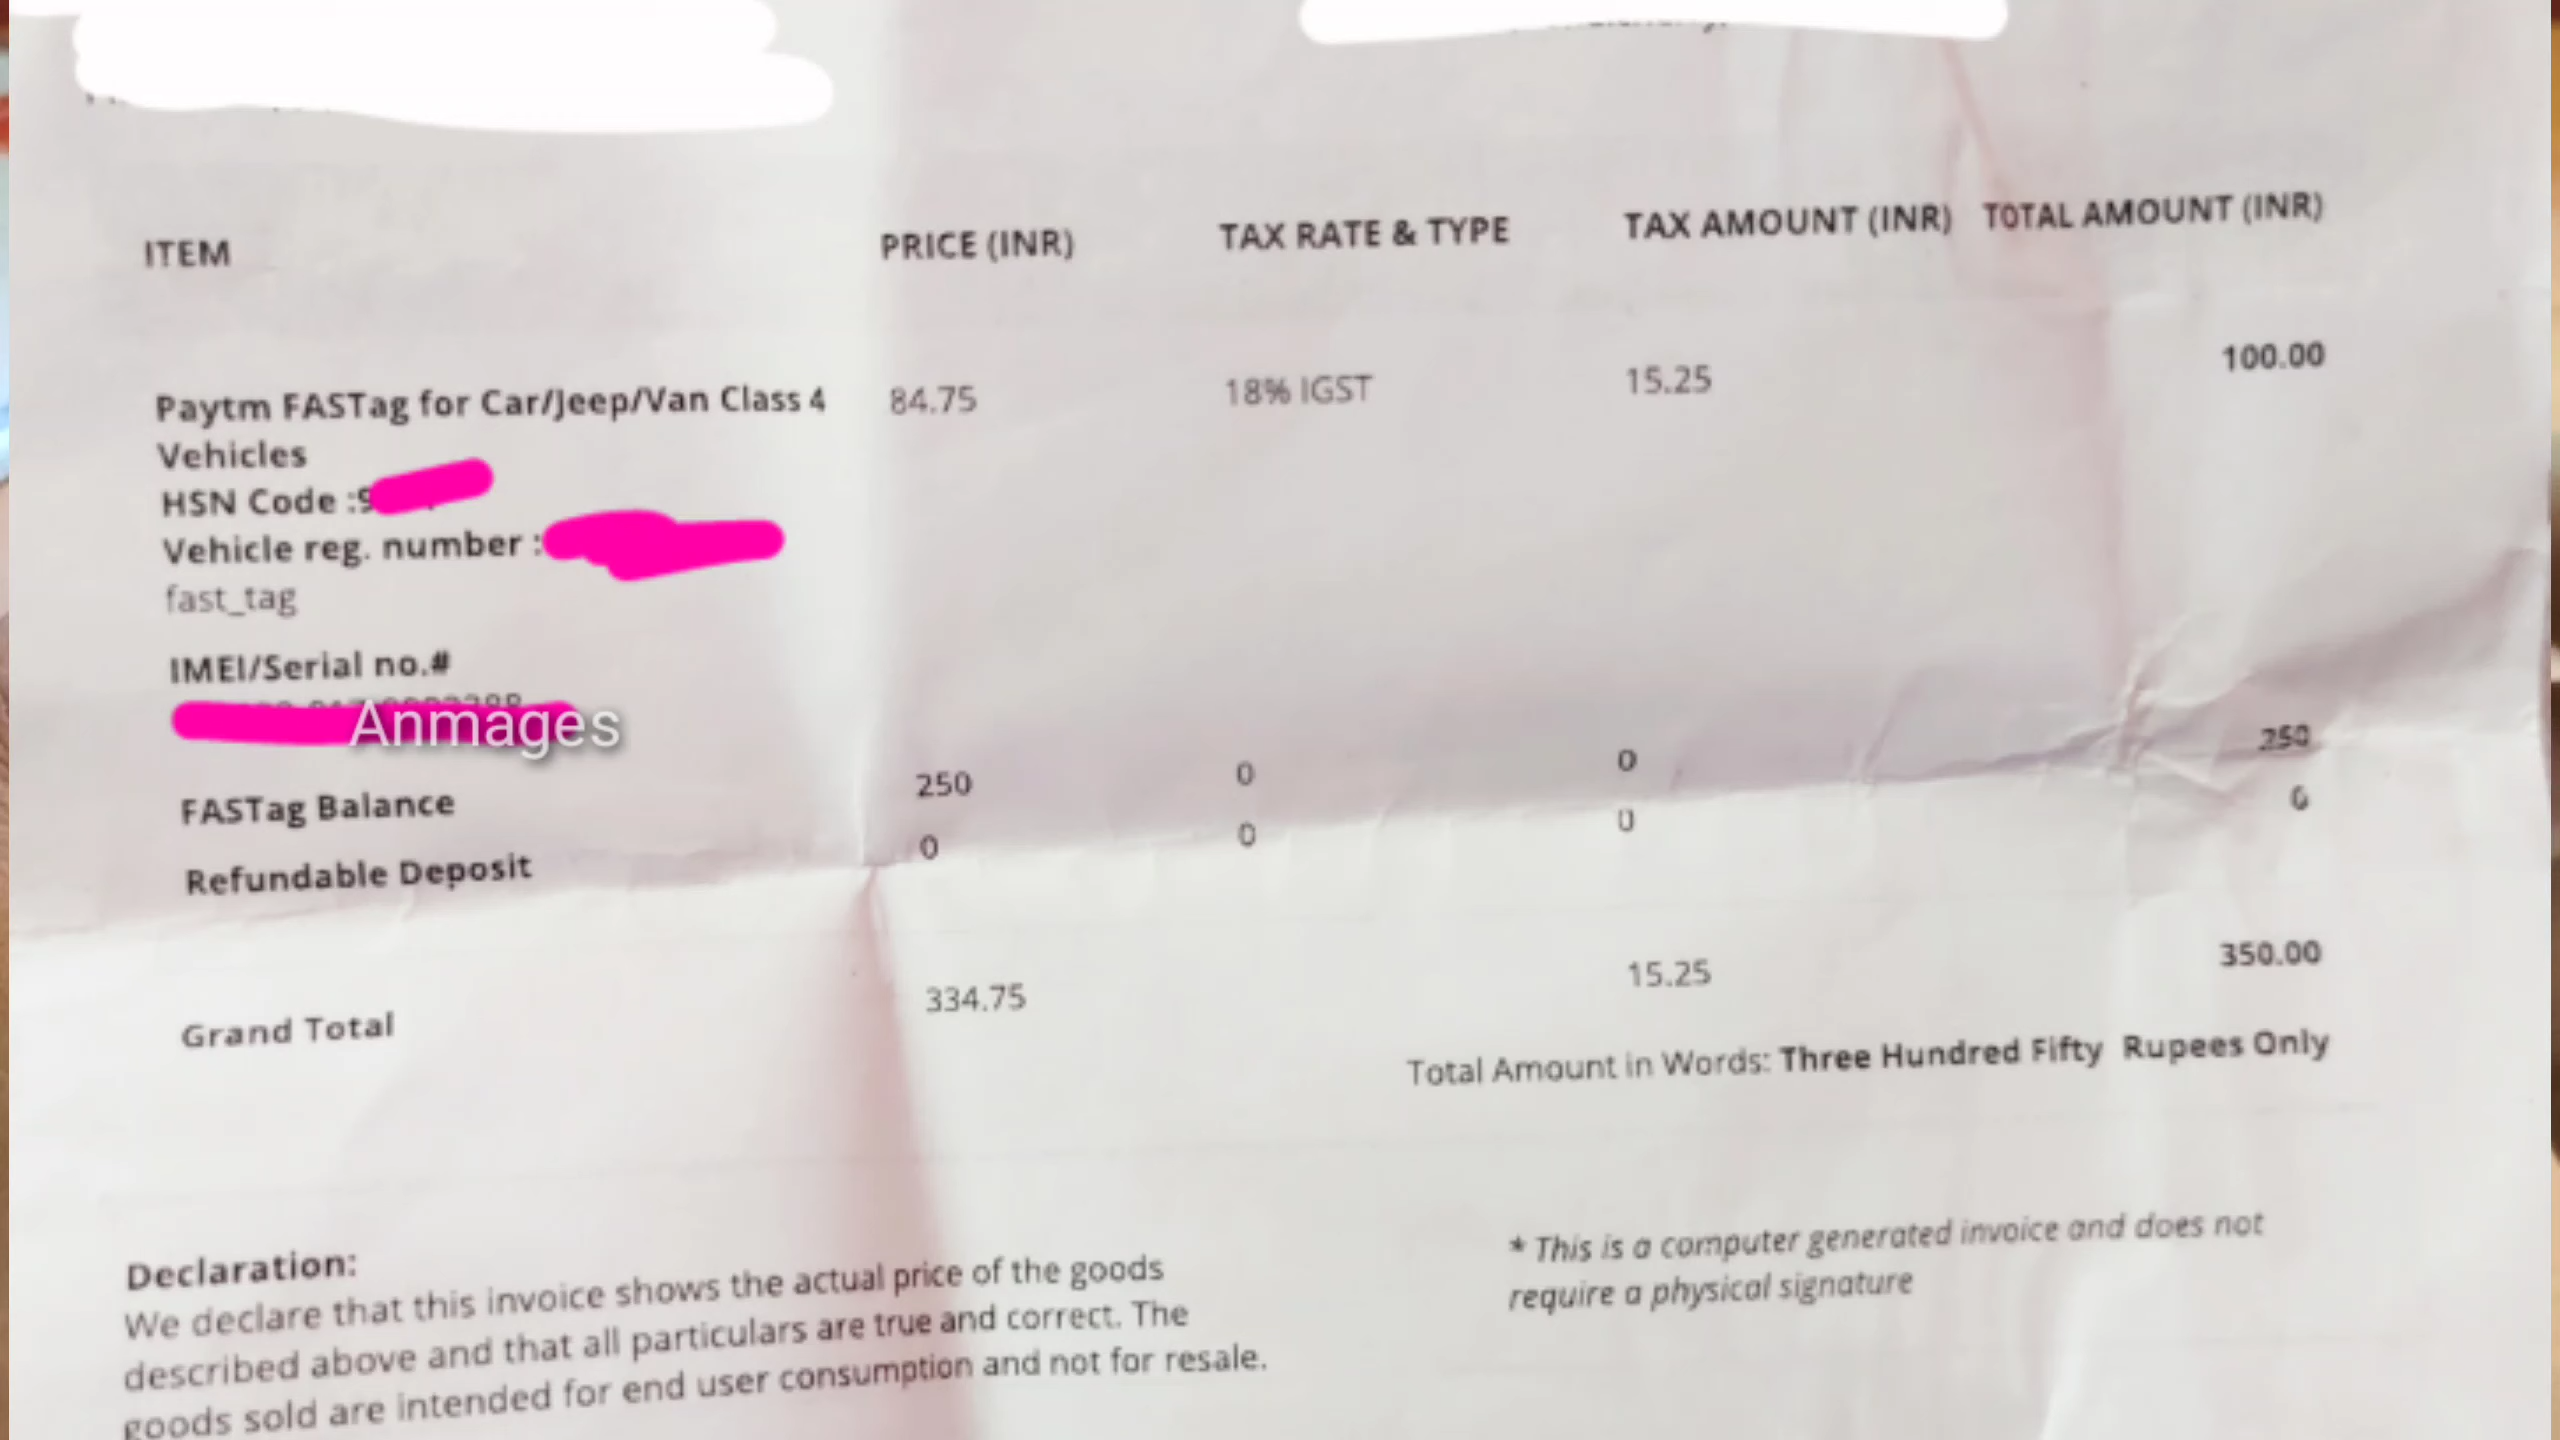 ITEM PRICE (INR) TAX RATE & TYPE TAX AMOUNT (INR) TOTAL AMOUNT (INR)
Paytm FASTag for Car/Jeep/Van Class 4 84.75 18% IGST 15.25 100.00
Vehicles
HSN Code :9
Vehicle reg. number :
fast_tag
IMEI/Serial no.#
Anmages
FASTag Balance 250 0 0 250
Refundable Deposit 0 0 0 0
Grand Total 334.75 15.25 350.00
Total Amount in Words: Three Hundred Fifty Rupees Only
Declaration:
We declare that this invoice shows the actual price of the goods
described above and that all particulars are true and correct. The
goods sold are intended for end user consumption and not for resale.
* This is a computer generated invoice and does not
require a physical signature